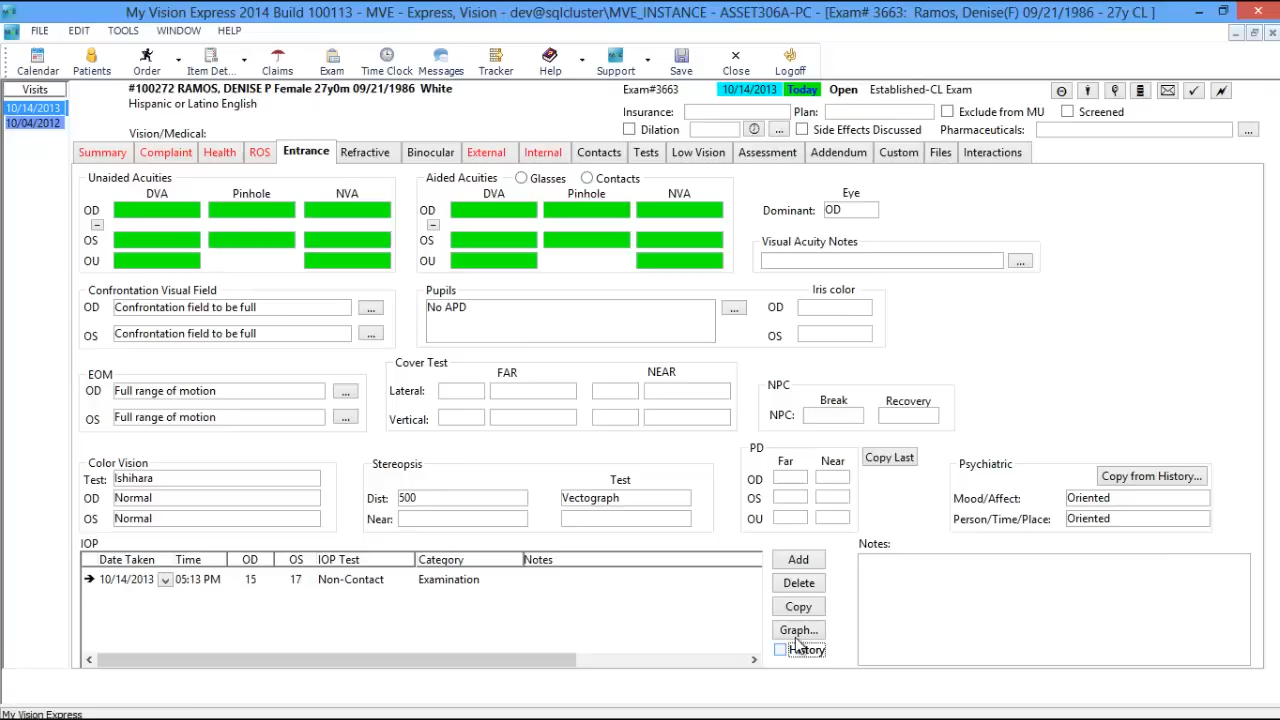 My Vision Express 2014 Build 100113 - MVE - Express, Vision - dev@sqlcluster\MVE_INSTANCE - ASSET306A-PC - [Exam# 3663: Ramos, Denise(F) 09/21/1986 - 27y CL ]
FILE EDIT TOOLS WINDOW HELP
Calendar Patients Order Item Det... Claims Exam Time Clock Messages Tracker Help Support Save Close Logoff
Visits
10/14/2013
10/04/2012
#100272 RAMOS, DENISE P Female 27y0m 09/21/1986 White
Hispanic or Latino English
Vision/Medical:
Exam#3663 10/14/2013 Today Open Established-CL Exam
Insurance: Plan: Exclude from MU Screened
Dilation ... Side Effects Discussed Pharmaceuticals: ...
Summary Complaint Health ROS Entrance Refractive Binocular External Internal Contacts Tests Low Vision Assessment Addendum Custom Files Interactions
Unaided Acuities
DVA Pinhole NVA
OD
OS
OU
Aided Acuities Glasses Contacts
DVA Pinhole NVA
OD
OS
OU
Eye
Dominant: OD
Visual Acuity Notes
...
Confrontation Visual Field
OD Confrontation field to be full ...
OS Confrontation field to be full ...
Pupils
No APD ...
Iris color
OD
OS
EOM
OD Full range of motion ...
OS Full range of motion ...
Cover Test
FAR NEAR
Lateral:
Vertical:
NPC
Break Recovery
NPC:
Color Vision
Test: Ishihara
OD Normal
OS Normal
Stereopsis
Test
Dist: 500 Vectograph
Near:
PD
Far Near
OD
OS
OU
Copy Last
Psychiatric
Copy from History...
Mood/Affect: Oriented
Person/Time/Place: Oriented
IOP
Date Taken Time OD OS IOP Test Category Notes
10/14/2013 05:13 PM 15 17 Non-Contact Examination
Add
Delete
Copy
Graph...
History
Notes:
My Vision Express